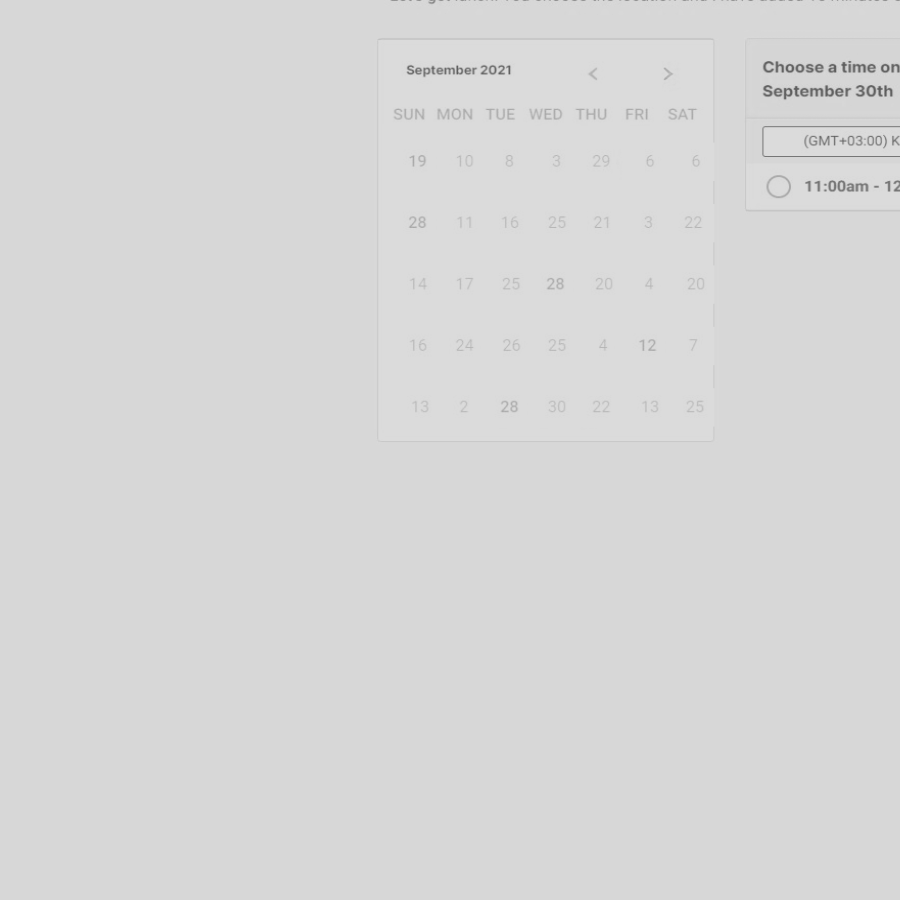 September 2021
SUN MON TUE WED THU FRI SAT
19 10 8 3 29 6 6
28 11 16 25 21 3 22
14 17 25 28 20 4 20
16 24 26 25 4 12 7
13 2 28 30 22 13 25
Choose a time on
September 30th
(GMT+03:00) K
11:00am - 12